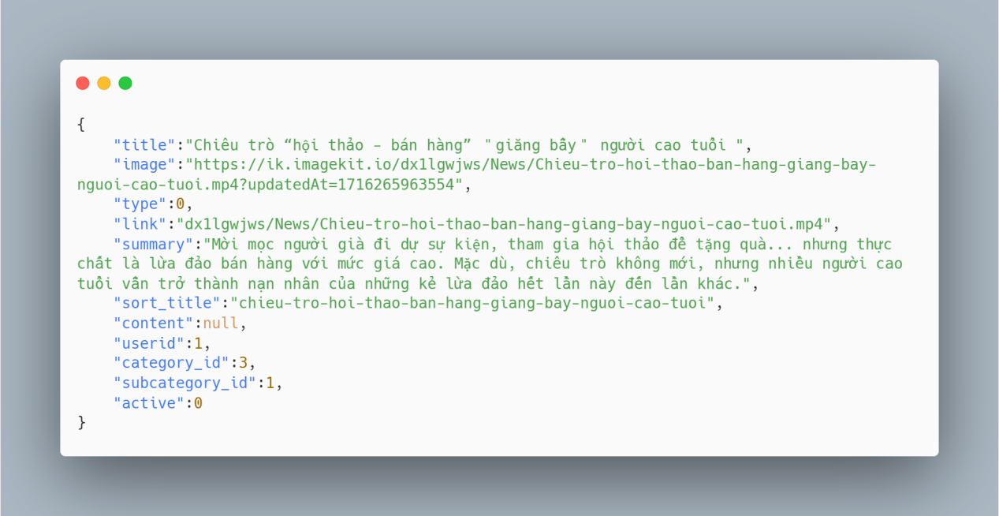 {
    "title":"Chiêu trò “hội thảo - bán hàng” ＂giăng bẫy＂ người cao tuổi ",
    "image":"https://ik.imagekit.io/dx1lgwjws/News/Chieu-tro-hoi-thao-ban-hang-giang-bay-
nguoi-cao-tuoi.mp4?updatedAt=1716265963554",
    "type":0,
    "link":"dx1lgwjws/News/Chieu-tro-hoi-thao-ban-hang-giang-bay-nguoi-cao-tuoi.mp4",
    "summary":"Mời mọc người già đi dự sự kiện, tham gia hội thảo để tặng quà... nhưng thực
chất là lừa đảo bán hàng với mức giá cao. Mặc dù, chiêu trò không mới, nhưng nhiều người cao
tuổi vẫn trở thành nạn nhân của những kẻ lừa đảo hết lần này đến lần khác.",
    "sort_title":"chieu-tro-hoi-thao-ban-hang-giang-bay-nguoi-cao-tuoi",
    "content":null,
    "userid":1,
    "category_id":3,
    "subcategory_id":1,
    "active":0
}